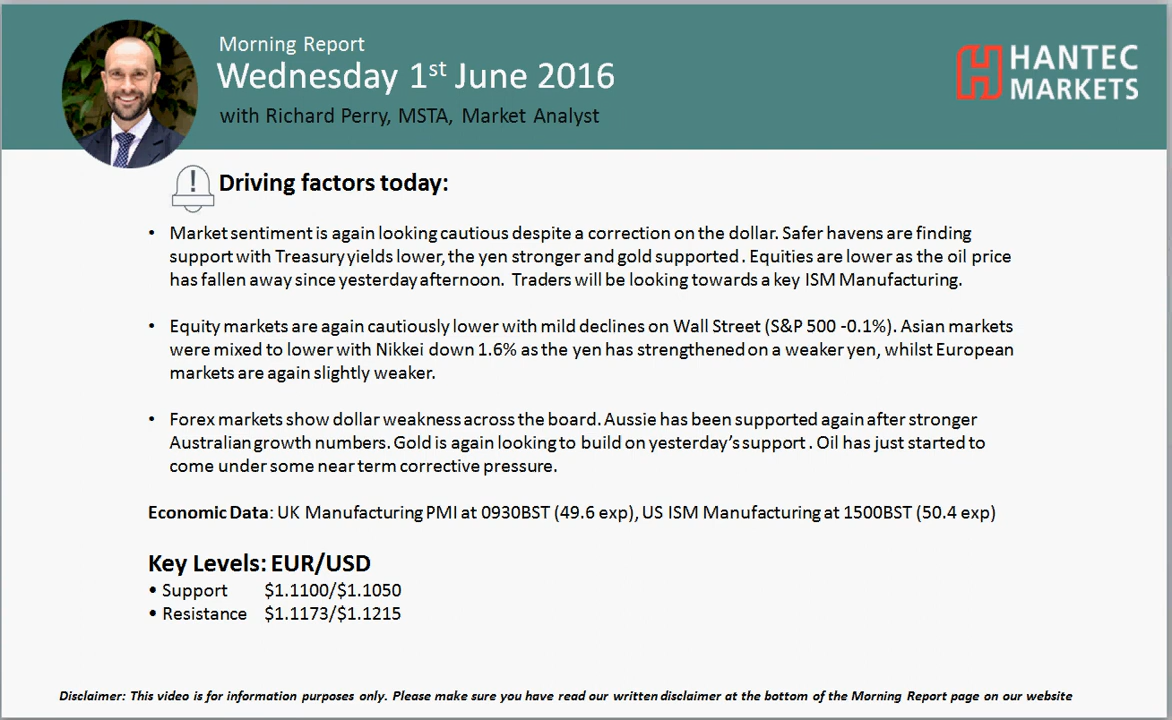 Morning Report
Wednesday 1st June 2016
with Richard Perry, MSTA, Market Analyst
HANTEC
MARKETS
Driving factors today:
• Market sentiment is again looking cautious despite a correction on the dollar. Safer havens are finding
support with Treasury yields lower, the yen stronger and gold supported. Equities are lower as the oil price
has fallen away since yesterday afternoon. Traders will be looking towards a key ISM Manufacturing.
• Equity markets are again cautiously lower with mild declines on Wall Street (S&P 500 -0.1%). Asian markets
were mixed to lower with Nikkei down 1.6% as the yen has strengthened on a weaker yen, whilst European
markets are again slightly weaker.
• Forex markets show dollar weakness across the board. Aussie has been supported again after stronger
Australian growth numbers. Gold is again looking to build on yesterday's support. Oil has just started to
come under some near term corrective pressure.
Economic Data: UK Manufacturing PMI at 0930BST (49.6 exp), US ISM Manufacturing at 1500BST (50.4 exp)
Key Levels: EUR/USD
• Support $1.1100/$1.1050
• Resistance $1.1173/$1.1215
Disclaimer: This video is for information purposes only. Please make sure you have read our written disclaimer at the bottom of the Morning Report page on our website